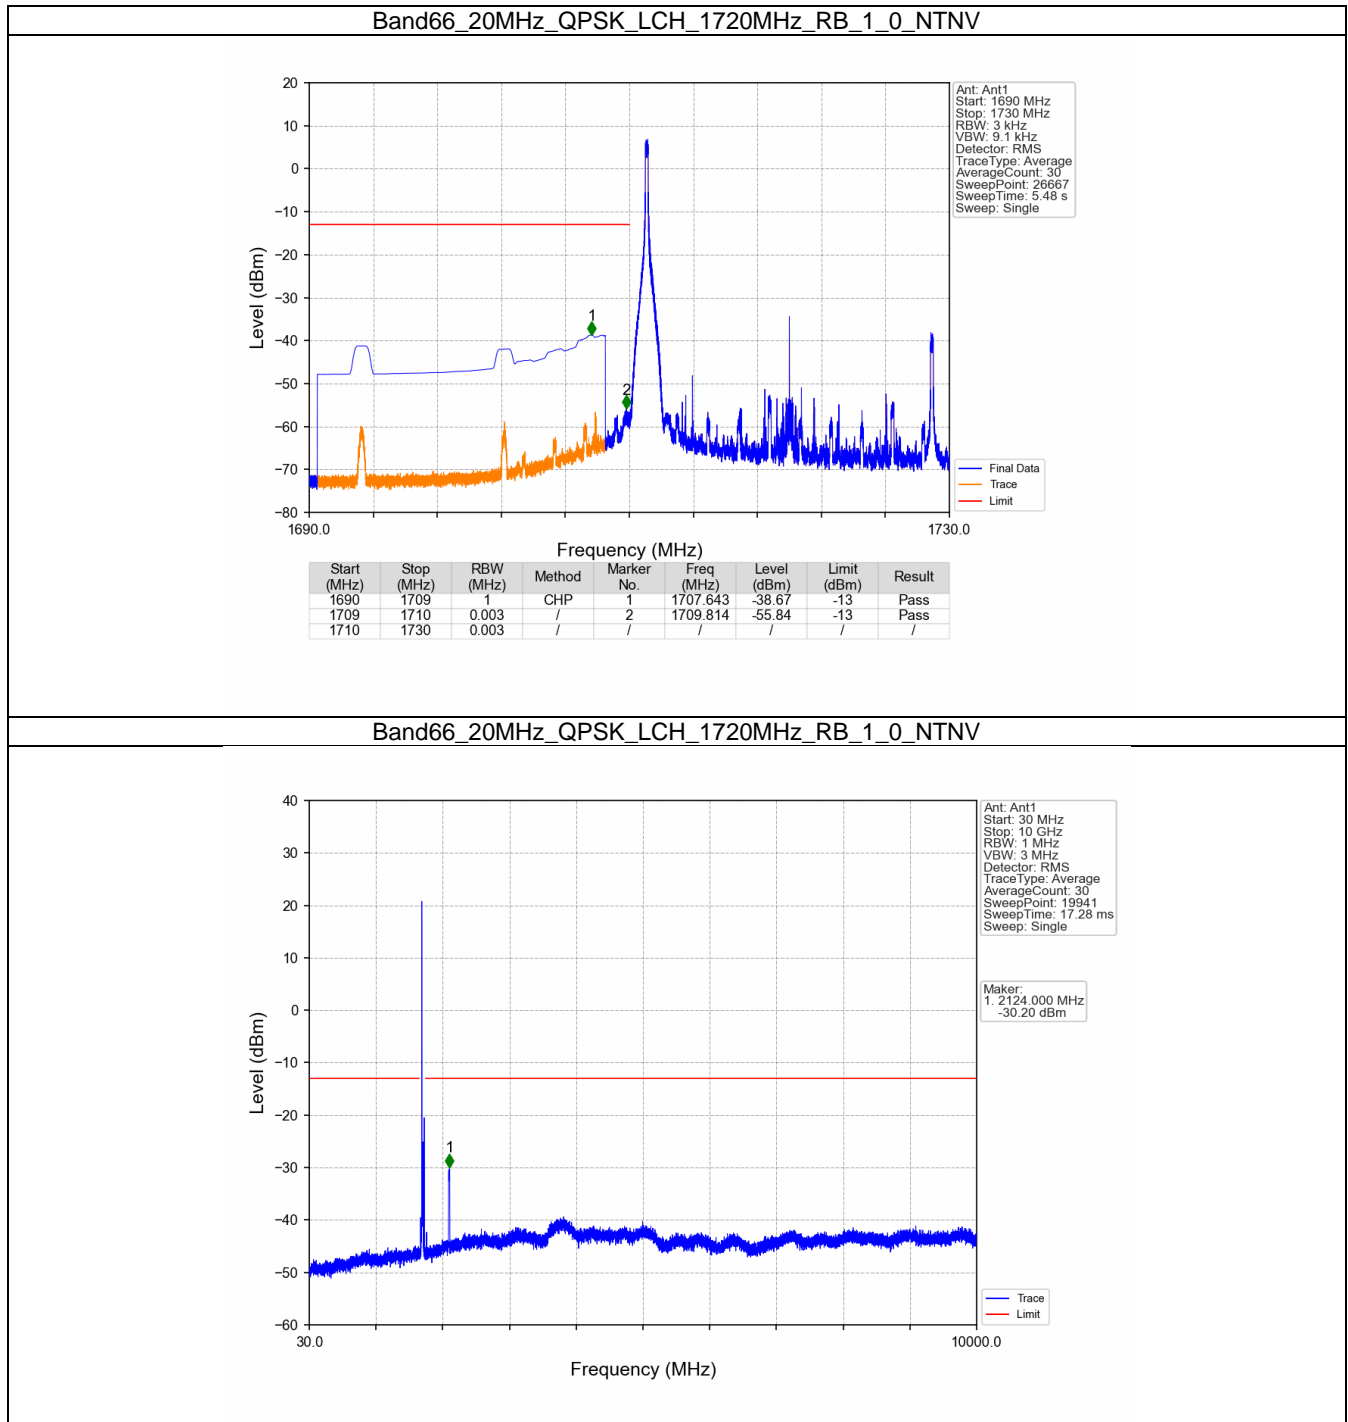 Band66_20MHz_QPSK_LCH_1720MHz_RB_1_0_NTNV
Ant: Ant1
Start: 1690 MHz
Stop: 1730 MHz
RBW: 3 kHz
VBW: 9.1 kHz
Detector: RMS
TraceType: Average
AverageCount: 30
SweepPoint: 26667
SweepTime: 5.48 s
Sweep: Single
20
10
0
−10
−20
−30
−40
−50
−60
−70
−80
Level (dBm)
1
2
Final Data
Trace
Limit
1690.0 1730.0
Frequency (MHz)
Start (MHz) Stop (MHz) RBW (MHz) Method Marker No. Freq (MHz) Level (dBm) Limit (dBm) Result
1690 1709 1 CHP 1 1707.643 -38.67 -13 Pass
1709 1710 0.003 / 2 1709.814 -55.84 -13 Pass
1710 1730 0.003 / / / / / /
Band66_20MHz_QPSK_LCH_1720MHz_RB_1_0_NTNV
Ant: Ant1
Start: 30 MHz
Stop: 10 GHz
RBW: 1 MHz
VBW: 3 MHz
Detector: RMS
TraceType: Average
AverageCount: 30
SweepPoint: 19941
SweepTime: 17.28 ms
Sweep: Single
Maker:
1. 2124.000 MHz
-30.20 dBm
40
30
20
10
0
−10
−20
−30
−40
−50
−60
Level (dBm)
1
Trace
Limit
30.0 10000.0
Frequency (MHz)